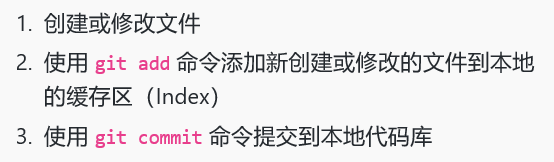 1. 创建或修改文件
2. 使用 git add 命令添加新创建或修改的文件到本地
的缓存区（Index）
3. 使用 git commit 命令提交到本地代码库